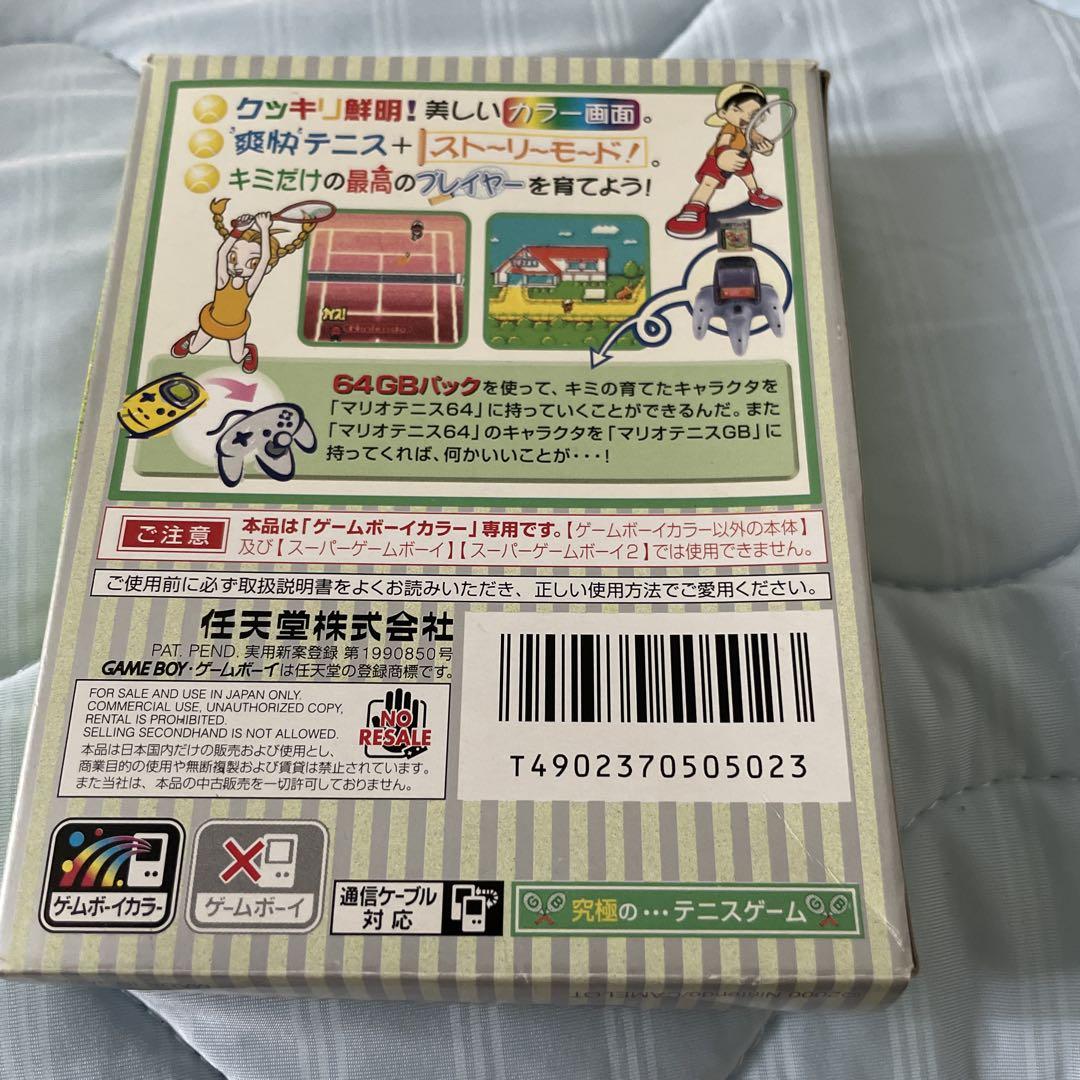 クッキリ鮮明!美しいカラー画面。
爽快テニス+ストーリーモード!。
キミだけの最高のプレイヤーを育てよう!
ナイス!
Nintendo
64GBパックを使って、キミの育てたキャラクタを
「マリオテニス64」に持っていくことができるんだ。また
「マリオテニス64」のキャラクタを「マリオテニスGB」に
持ってくれば、何かいいことが・・・!
ご注意
本品は「ゲームボーイカラー」専用です。【ゲームボーイカラー以外の本体】
及び【スーパーゲームボーイ】【スーパーゲームボーイ2】では使用できません。
ご使用前に必ず取扱説明書をよくお読みいただき、正しい使用方法でご愛用ください。
任天堂株式会社
PAT. PEND. 実用新案登録 第1990850号
GAME BOY・ゲームボーイは任天堂の登録商標です。
FOR SALE AND USE IN JAPAN ONLY.
COMMERCIAL USE, UNAUTHORIZED COPY,
RENTAL IS PROHIBITED.
SELLING SECONDHAND IS NOT ALLOWED.
本品は日本国内だけの販売および使用とし、
商業目的の使用や無断複製および賃貸は禁止されています。
また当社は、本品の中古販売を一切許可しておりません。
NO
RESALE
T4902370505023
ゲームボーイカラー
ゲームボーイ
通信ケーブル
対応
G B 究極の…テニスゲーム G B
©2000 Nintendo/CAMELOT